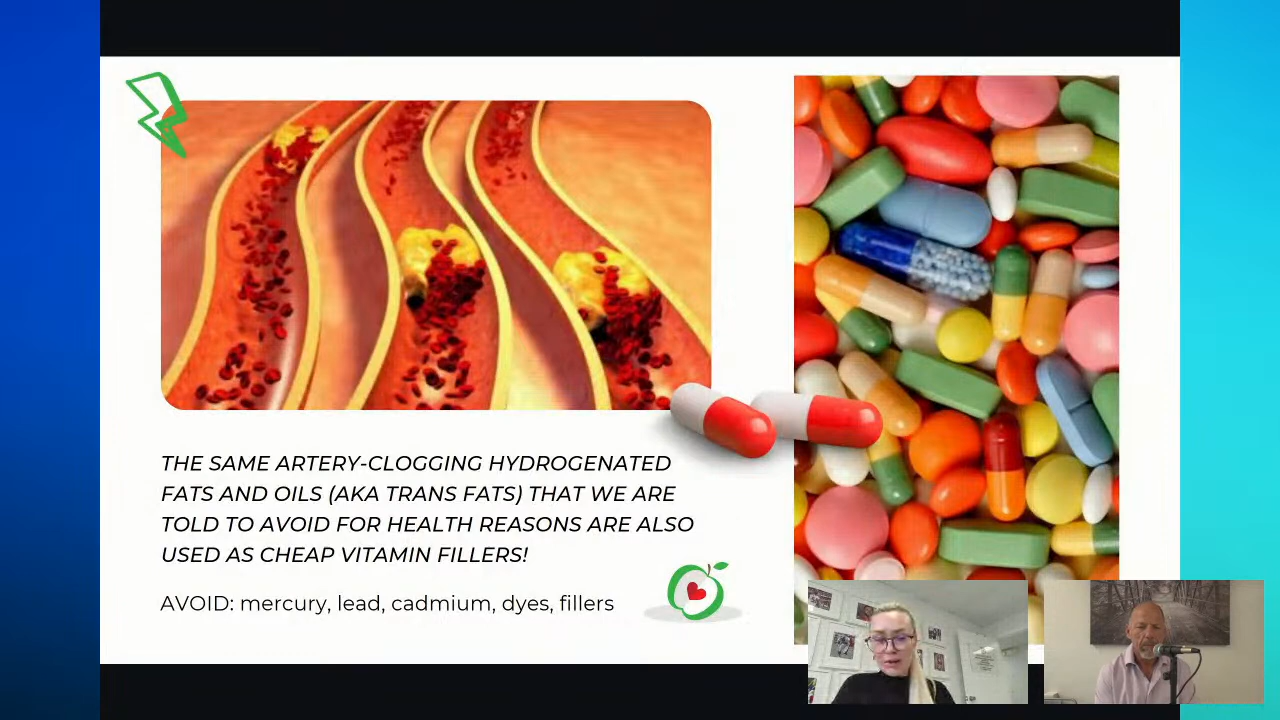 THE SAME ARTERY-CLOGGING HYDROGENATED
FATS AND OILS (AKA TRANS FATS) THAT WE ARE
TOLD TO AVOID FOR HEALTH REASONS ARE ALSO
USED AS CHEAP VITAMIN FILLERS!
AVOID: mercury, lead, cadmium, dyes, fillers